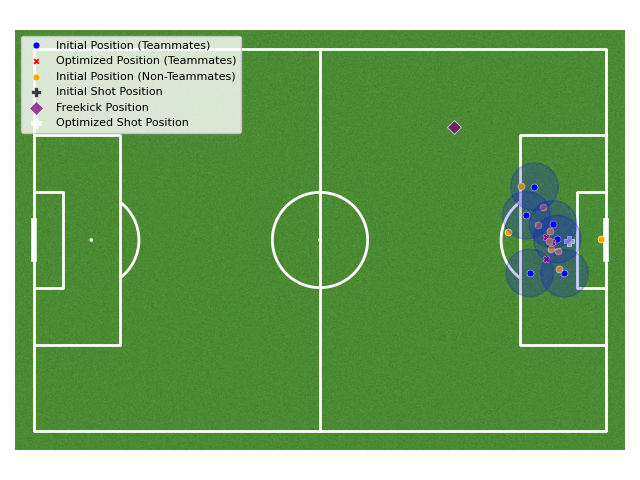 Initial Position (Teammates)
Optimized Position (Teammates)
Initial Position (Non-Teammates)
Initial Shot Position
Freekick Position
Optimized Shot Position